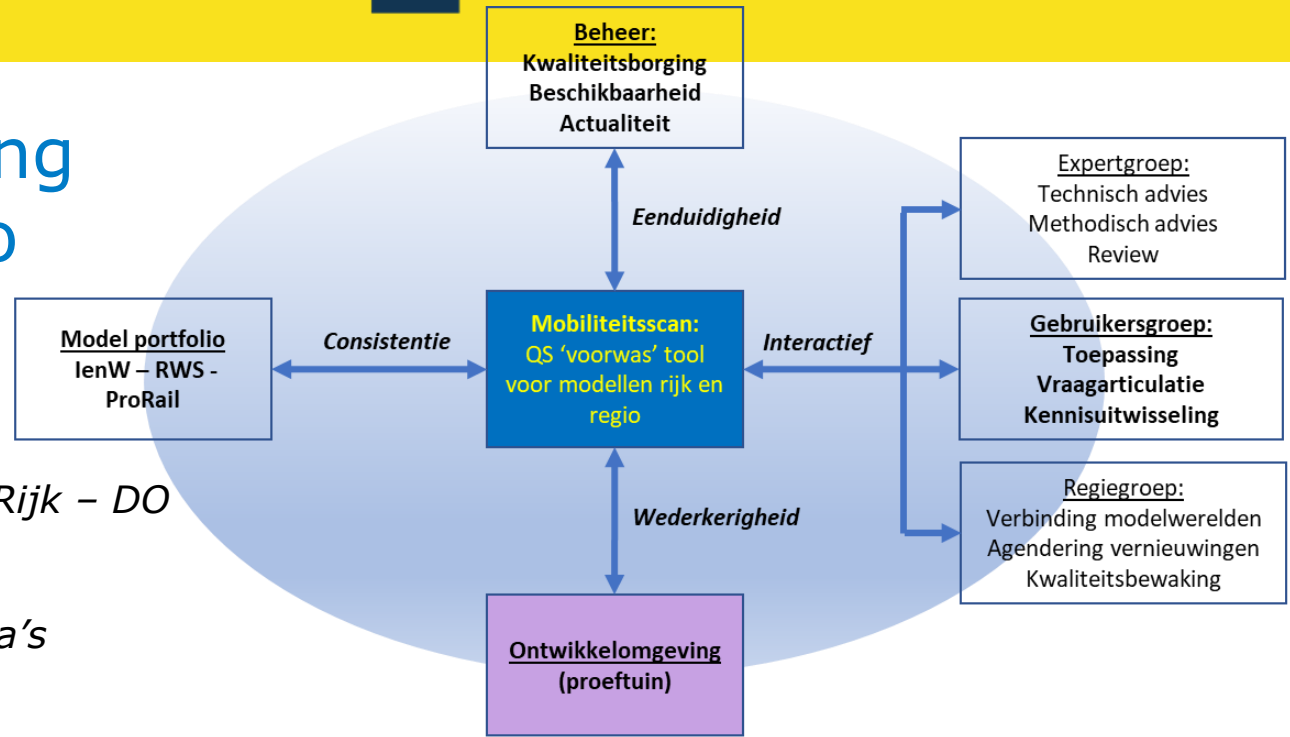 Beheer:
Kwaliteitsborging
Beschikbaarheid
Actualiteit
ng
Eenduidigheid
Expertgroep:
Technisch advies
Methodisch advies
Review
Model portfolio
IenW – RWS -
ProRail
Consistentie
Mobiliteitsscan:
QS ‘voorwas’ tool
voor modellen rijk en
regio
Interactief
Gebruikersgroep:
Toepassing
Vraagarticulatie
Kennisuitwisseling
Rijk – DO
Wederkerigheid
Regiegroep:
Verbinding modelwerelden
Agendering vernieuwingen
Kwaliteitsbewaking
a’s
Ontwikkelomgeving
(proeftuin)